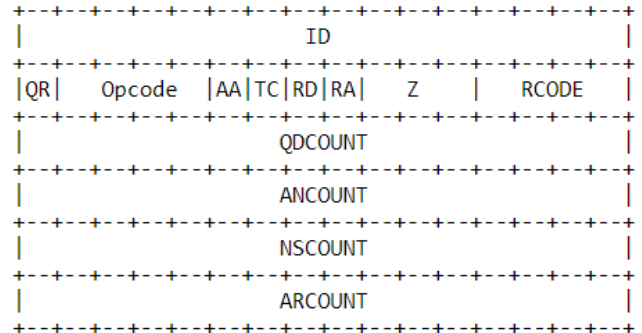 +--+--+--+--+--+--+--+--+--+--+--+--+--+--+--+--+
|                      ID                       |
+--+--+--+--+--+--+--+--+--+--+--+--+--+--+--+--+
|QR|   Opcode  |AA|TC|RD|RA|   Z    |   RCODE   |
+--+--+--+--+--+--+--+--+--+--+--+--+--+--+--+--+
|                    QDCOUNT                    |
+--+--+--+--+--+--+--+--+--+--+--+--+--+--+--+--+
|                    ANCOUNT                    |
+--+--+--+--+--+--+--+--+--+--+--+--+--+--+--+--+
|                    NSCOUNT                    |
+--+--+--+--+--+--+--+--+--+--+--+--+--+--+--+--+
|                    ARCOUNT                    |
+--+--+--+--+--+--+--+--+--+--+--+--+--+--+--+--+